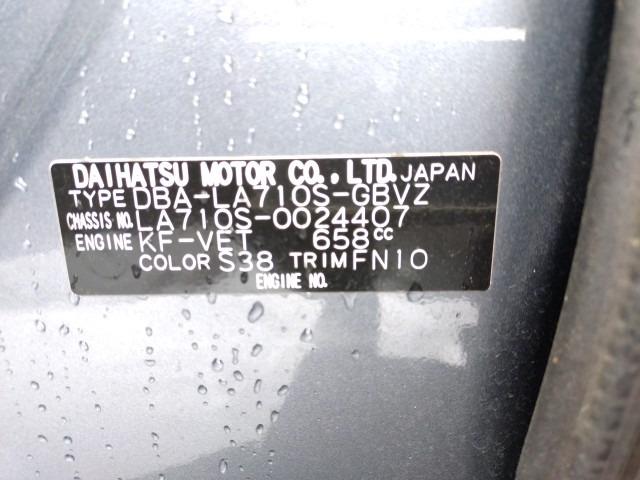 DAIHATSU MOTOR CO., LTD. JAPAN
TYPE DBA-LA710S-GBVZ
CHASSIS NO. LA710S-0024407
ENGINE KF-VET 658cc
COLOR S38 TRIM FN10
ENGINE NO.